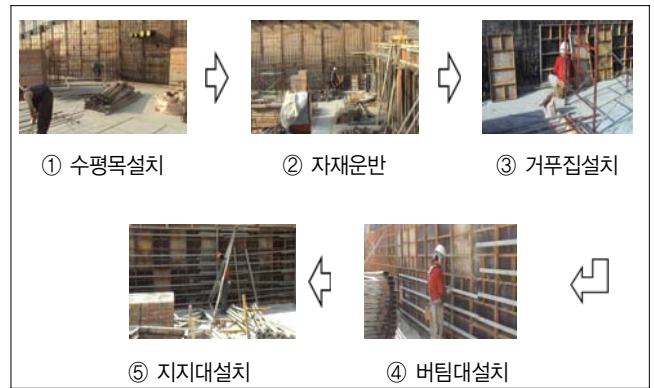 ① 수평목설치
② 자재운반
③ 거푸집설치
⑤ 지지대설치
④ 버팀대설치